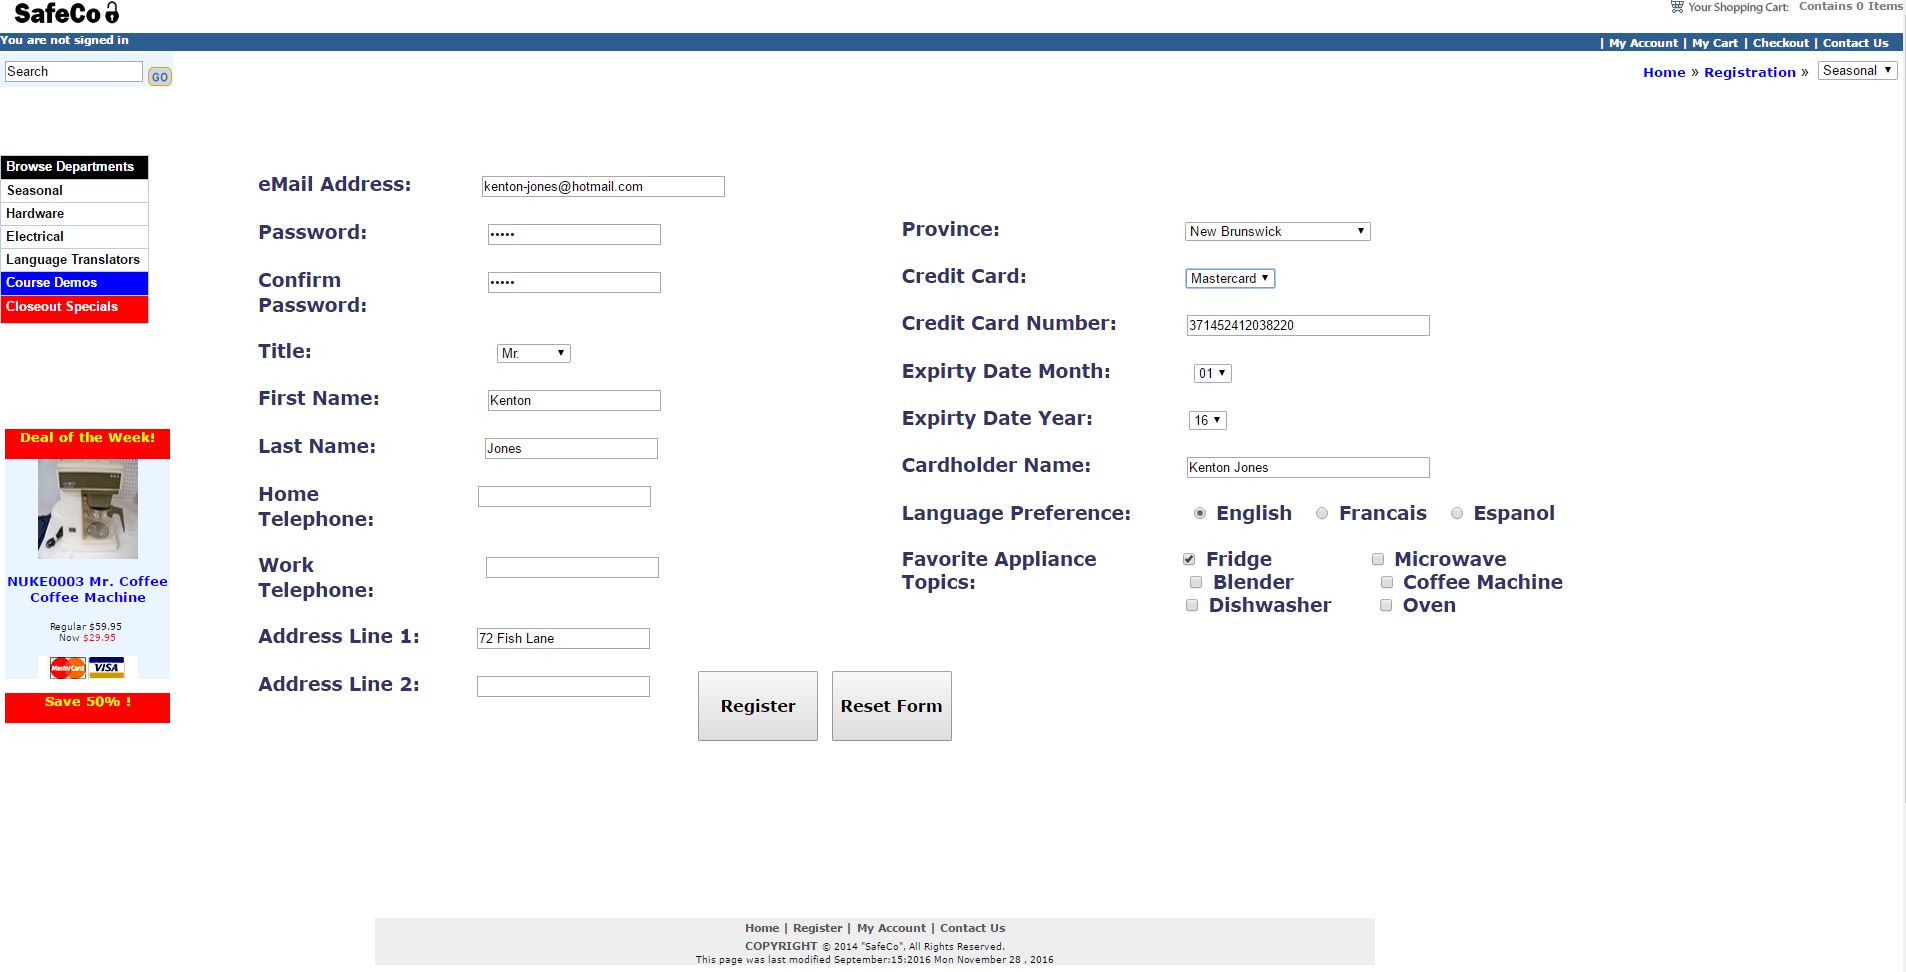 SafeCo
Your Shopping Cart: Contains 0 Items
You are not signed in
| My Account | My Cart | Checkout | Contact Us
Search GO
Home » Registration » Seasonal
Browse Departments
Seasonal
Hardware
Electrical
Language Translators
Course Demos
Closeout Specials
Deal of the Week!
NUKE0003 Mr. Coffee
Coffee Machine
Regular $59.95
Now $29.95
MasterCard VISA
Save 50% !
eMail Address: kenton-jones@hotmail.com
Password: •••••
Confirm
Password: •••••
Title: Mr.
First Name: Kenton
Last Name: Jones
Home
Telephone:
Work
Telephone:
Address Line 1: 72 Fish Lane
Address Line 2:
Province: New Brunswick
Credit Card: Mastercard
Credit Card Number: 371452412038220
Expirty Date Month: 01
Expirty Date Year: 16
Cardholder Name: Kenton Jones
Language Preference: English Francais Espanol
Favorite Appliance
Topics:
Fridge Microwave
Blender Coffee Machine
Dishwasher Oven
Register Reset Form
Home | Register | My Account | Contact Us
COPYRIGHT © 2014 "SafeCo", All Rights Reserved.
This page was last modified September:15:2016 Mon November 28 , 2016